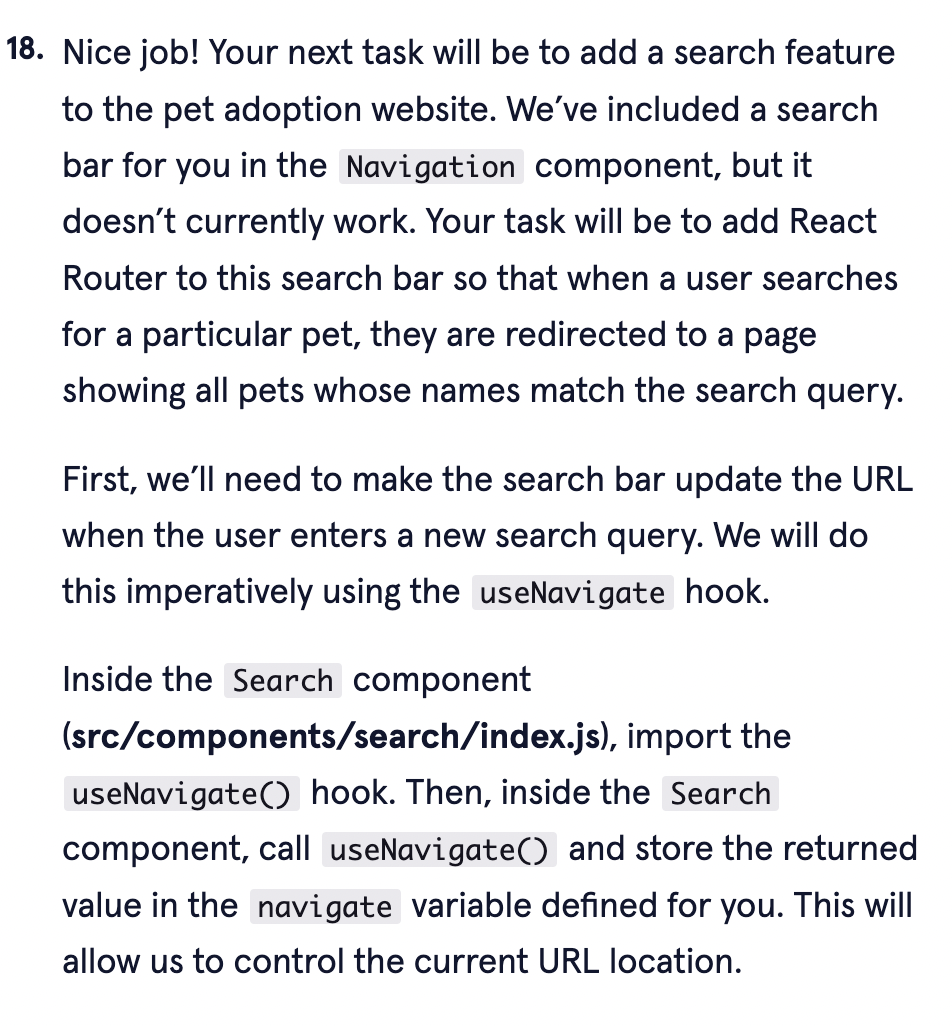 18. Nice job! Your next task will be to add a search feature
to the pet adoption website. We’ve included a search
bar for you in the Navigation component, but it
doesn’t currently work. Your task will be to add React
Router to this search bar so that when a user searches
for a particular pet, they are redirected to a page
showing all pets whose names match the search query.
First, we’ll need to make the search bar update the URL
when the user enters a new search query. We will do
this imperatively using the useNavigate hook.
Inside the Search component
(src/components/search/index.js), import the
useNavigate() hook. Then, inside the Search
component, call useNavigate() and store the returned
value in the navigate variable defined for you. This will
allow us to control the current URL location.